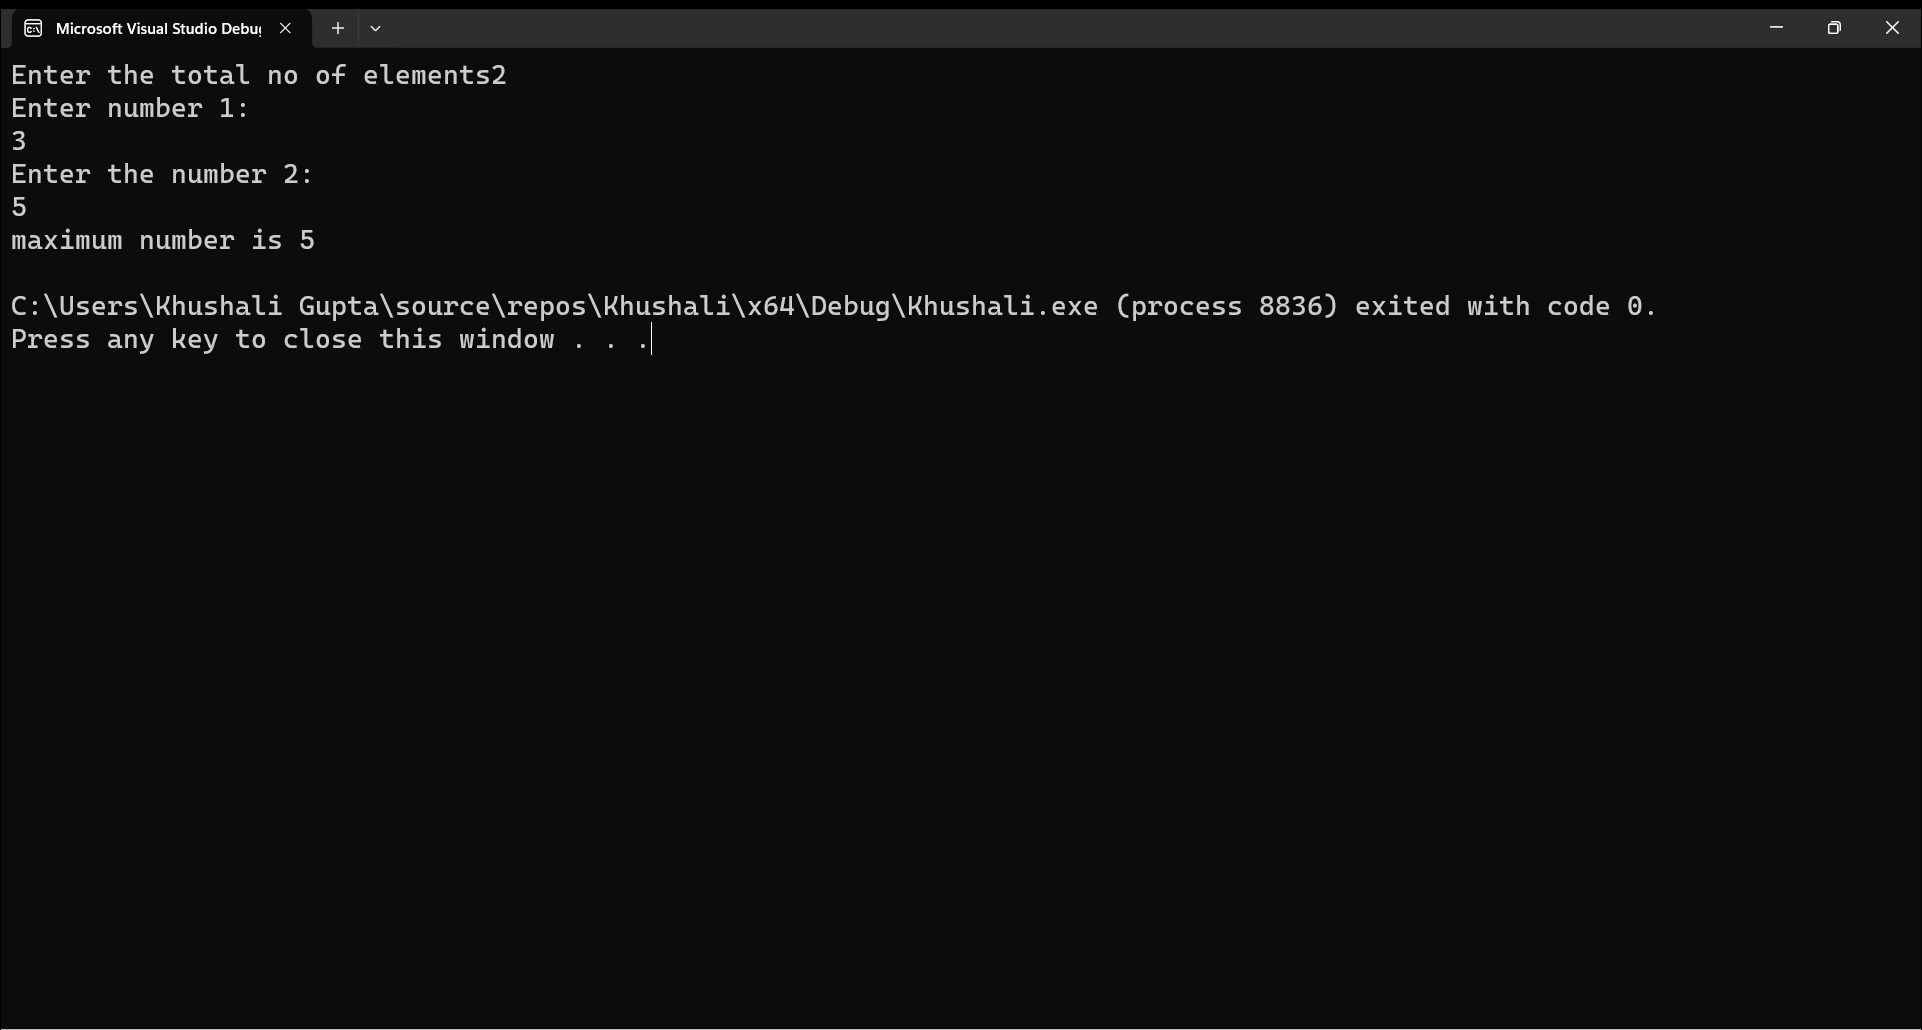 Microsoft Visual Studio Debu
Enter the total no of elements2
Enter number 1:
3
Enter the number 2:
5
maximum number is 5
C:\Users\Khushali Gupta\source\repos\Khushali\x64\Debug\Khushali.exe (process 8836) exited with code 0.
Press any key to close this window . . .